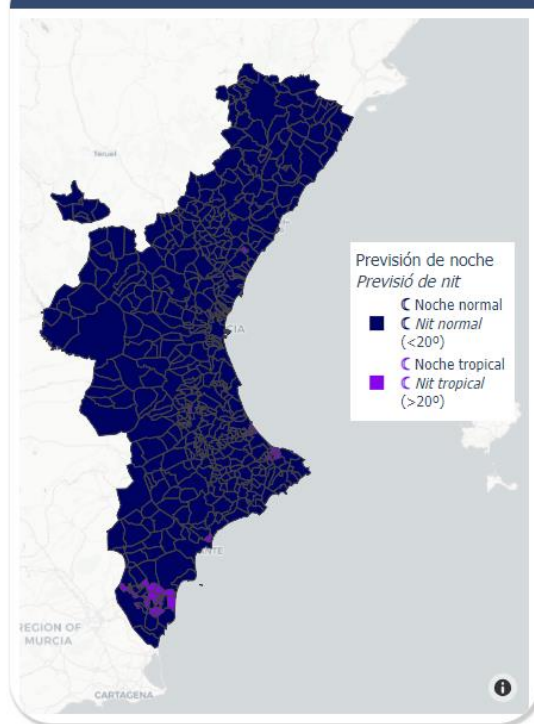 Teruel
Previsión de noche
Previsió de nit
Noche normal
Nit normal
(<20º)
Noche tropical
Nit tropical
(>20º)
REGION OF
MURCIA
CARTAGENA